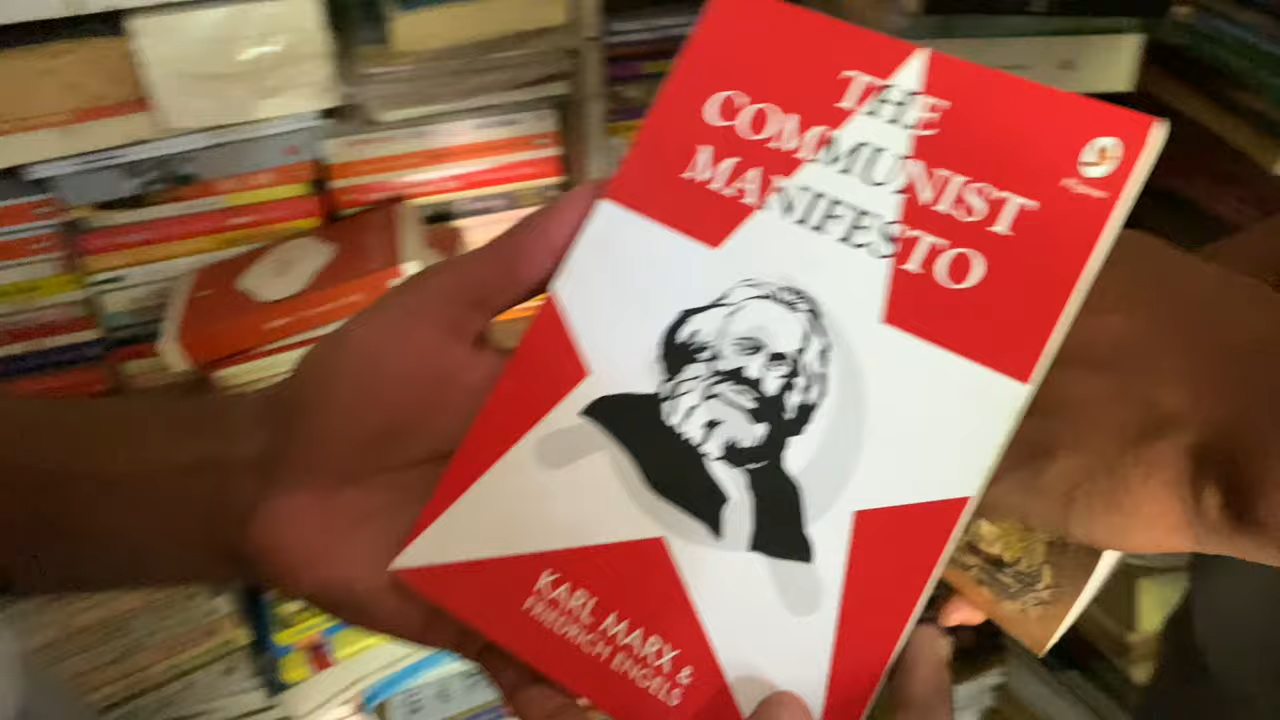 THE
COMMUNIST
MANIFESTO
KARL MARX &
FRIEDRICH ENGELS